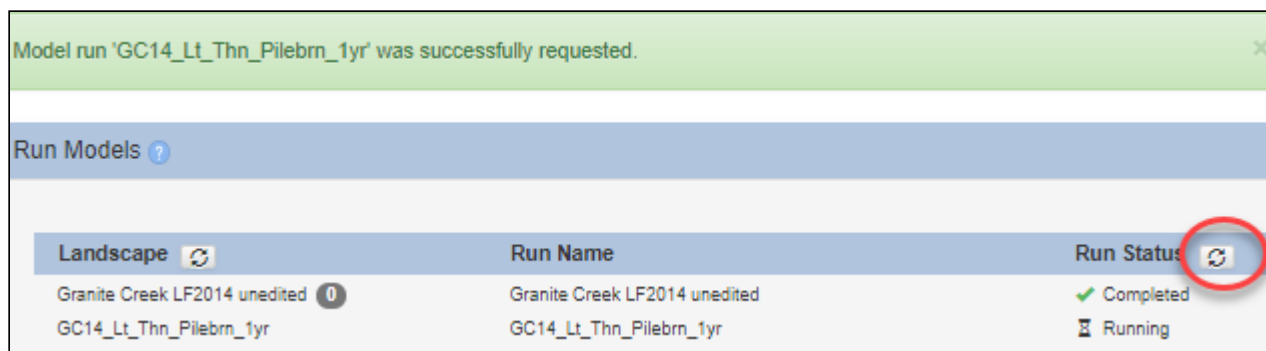 Model run 'GC14_Lt_Thn_Pilebrn_1yr' was successfully requested.
Run Models ?
Landscape Run Name Run Status
Granite Creek LF2014 unedited 0 Granite Creek LF2014 unedited Completed
GC14_Lt_Thn_Pilebrn_1yr GC14_Lt_Thn_Pilebrn_1yr Running